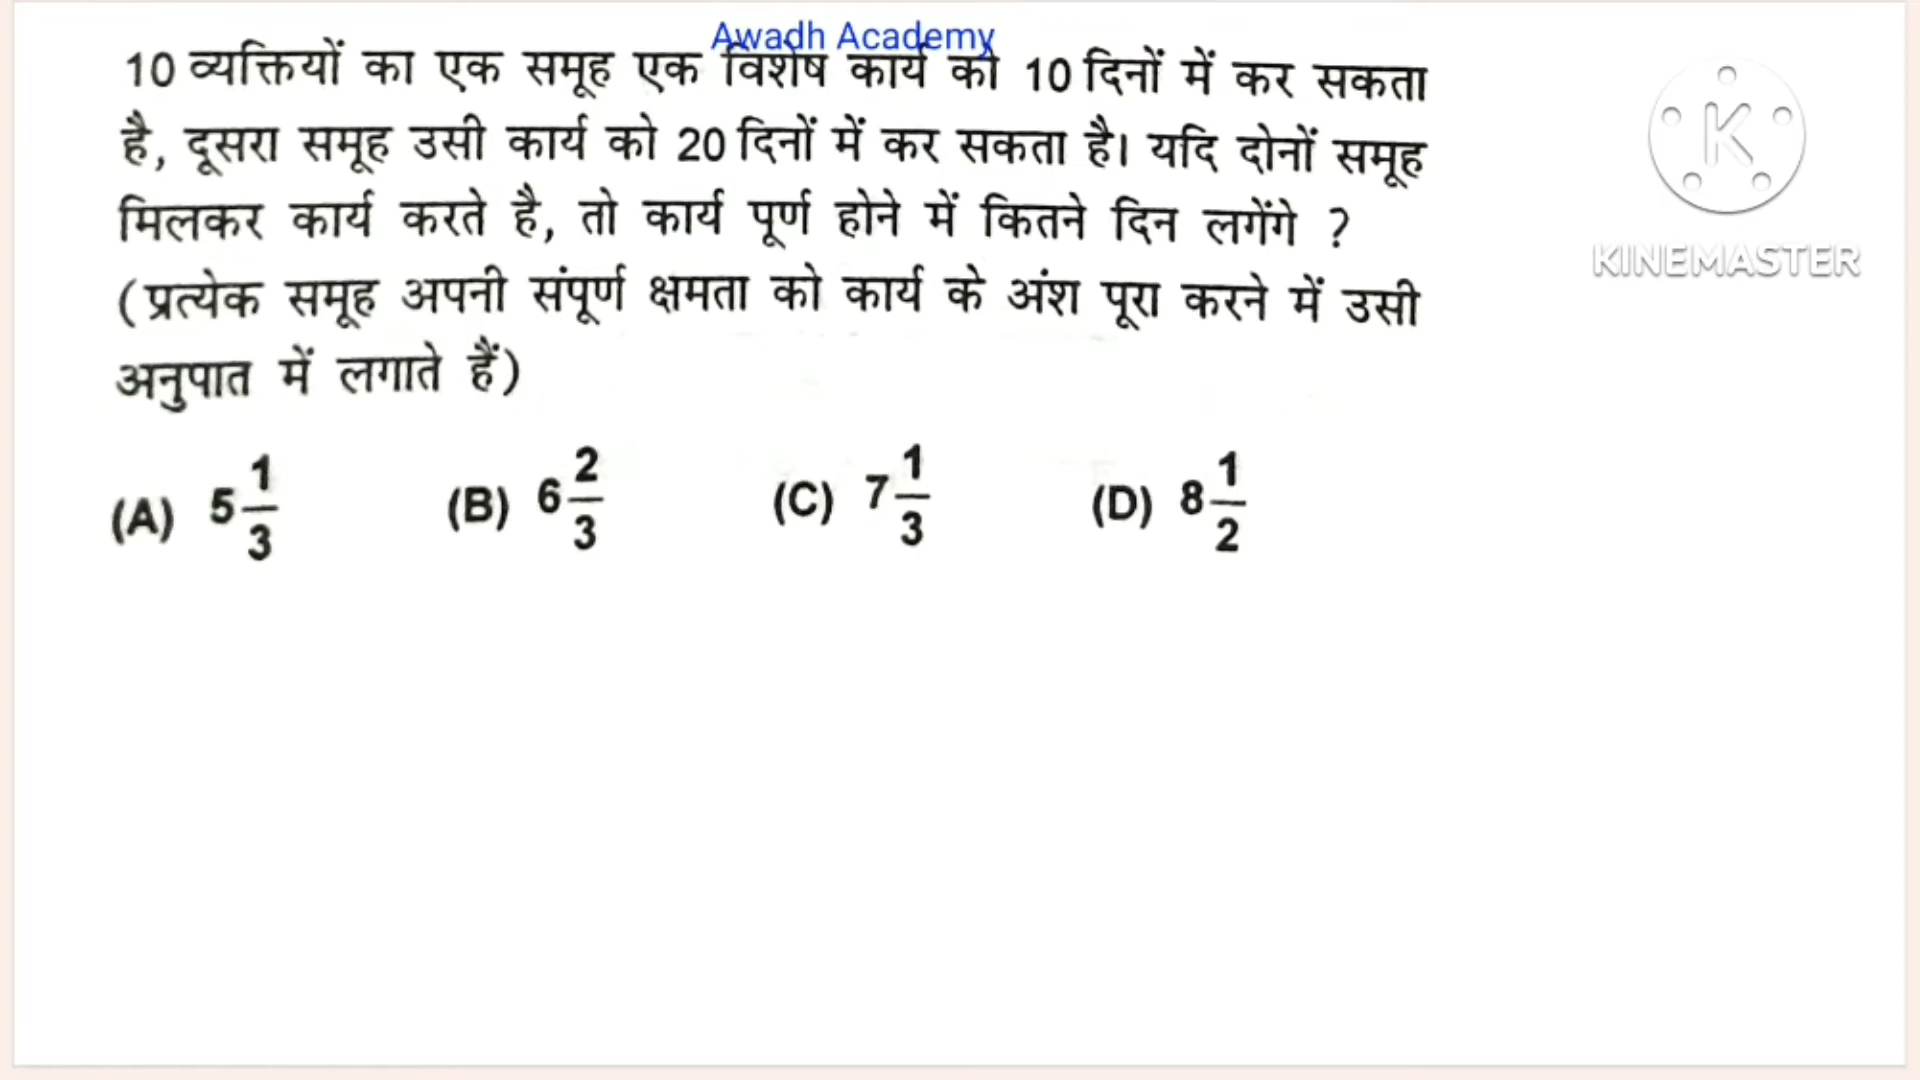 Awadh Academy
10 व्यक्तियों का एक समूह एक विशेष कार्य को 10 दिनों में कर सकता
है, दूसरा समूह उसी कार्य को 20 दिनों में कर सकता है। यदि दोनों समूह
मिलकर कार्य करते है, तो कार्य पूर्ण होने में कितने दिन लगेंगे ?
(प्रत्येक समूह अपनी संपूर्ण क्षमता को कार्य के अंश पूरा करने में उसी
अनुपात में लगाते हैं)
(A) 5 1/3 (B) 6 2/3 (C) 7 1/3 (D) 8 1/2
K
KINEMASTER